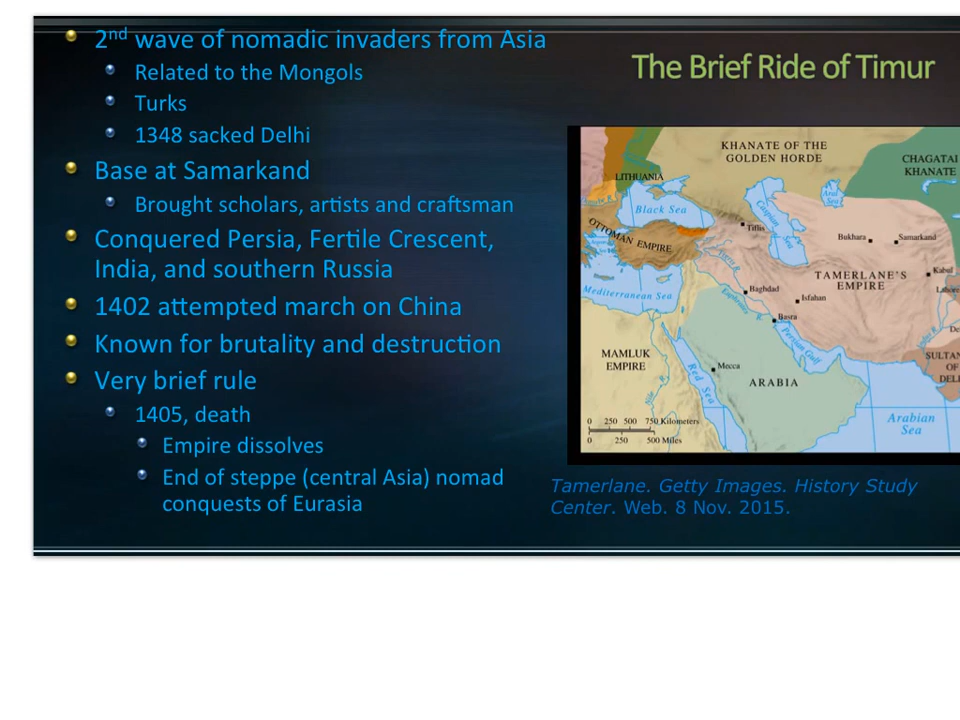 2nd wave of nomadic invaders from Asia
Related to the Mongols
Turks
1348 sacked Delhi
Base at Samarkand
Brought scholars, artists and craftsman
Conquered Persia, Fertile Crescent,
India, and southern Russia
1402 attempted march on China
Known for brutality and destruction
Very brief rule
1405, death
Empire dissolves
End of steppe (central Asia) nomad
conquests of Eurasia
The Brief Ride of Timur
KHANATE OF THE
GOLDEN HORDE
CHAGATAI
KHANATE
LITHUANIA
Aral
Sea
Black Sea
Caspian
Sea
OTTOMAN EMPIRE
Tiflis
Bukhara
Samarkand
TAMERLANE'S
EMPIRE
Kabul
Mediterranean Sea
Baghdad
Isfahan
Basra
Persian Gulf
MAMLUK
EMPIRE
Mecca
Red Sea
ARABIA
SULTAN
OF
DEL
Arabian
Sea
0 250 500 750 Kilometers
0 250 500 Miles
Tamerlane. Getty Images. History Study
Center. Web. 8 Nov. 2015.